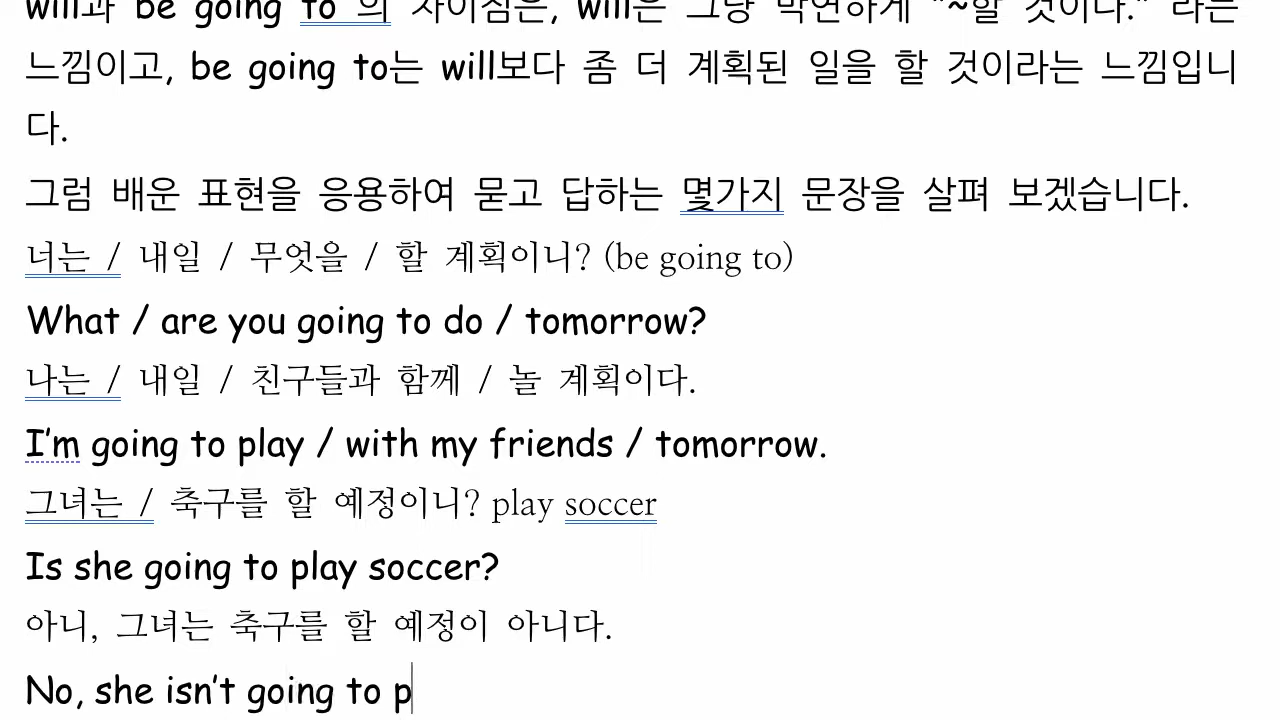 will과 be going to 의 차이점은, will은 그냥 막연하게 "~할 것이다." 라는
느낌이고, be going to는 will보다 좀 더 계획된 일을 할 것이라는 느낌입니
다.
그럼 배운 표현을 응용하여 묻고 답하는 몇가지 문장을 살펴 보겠습니다.
너는 / 내일 / 무엇을 / 할 계획이니? (be going to)
What / are you going to do / tomorrow?
나는 / 내일 / 친구들과 함께 / 놀 계획이다.
I’m going to play / with my friends / tomorrow.
그녀는 / 축구를 할 예정이니? play soccer
Is she going to play soccer?
아니, 그녀는 축구를 할 예정이 아니다.
No, she isn’t going to p